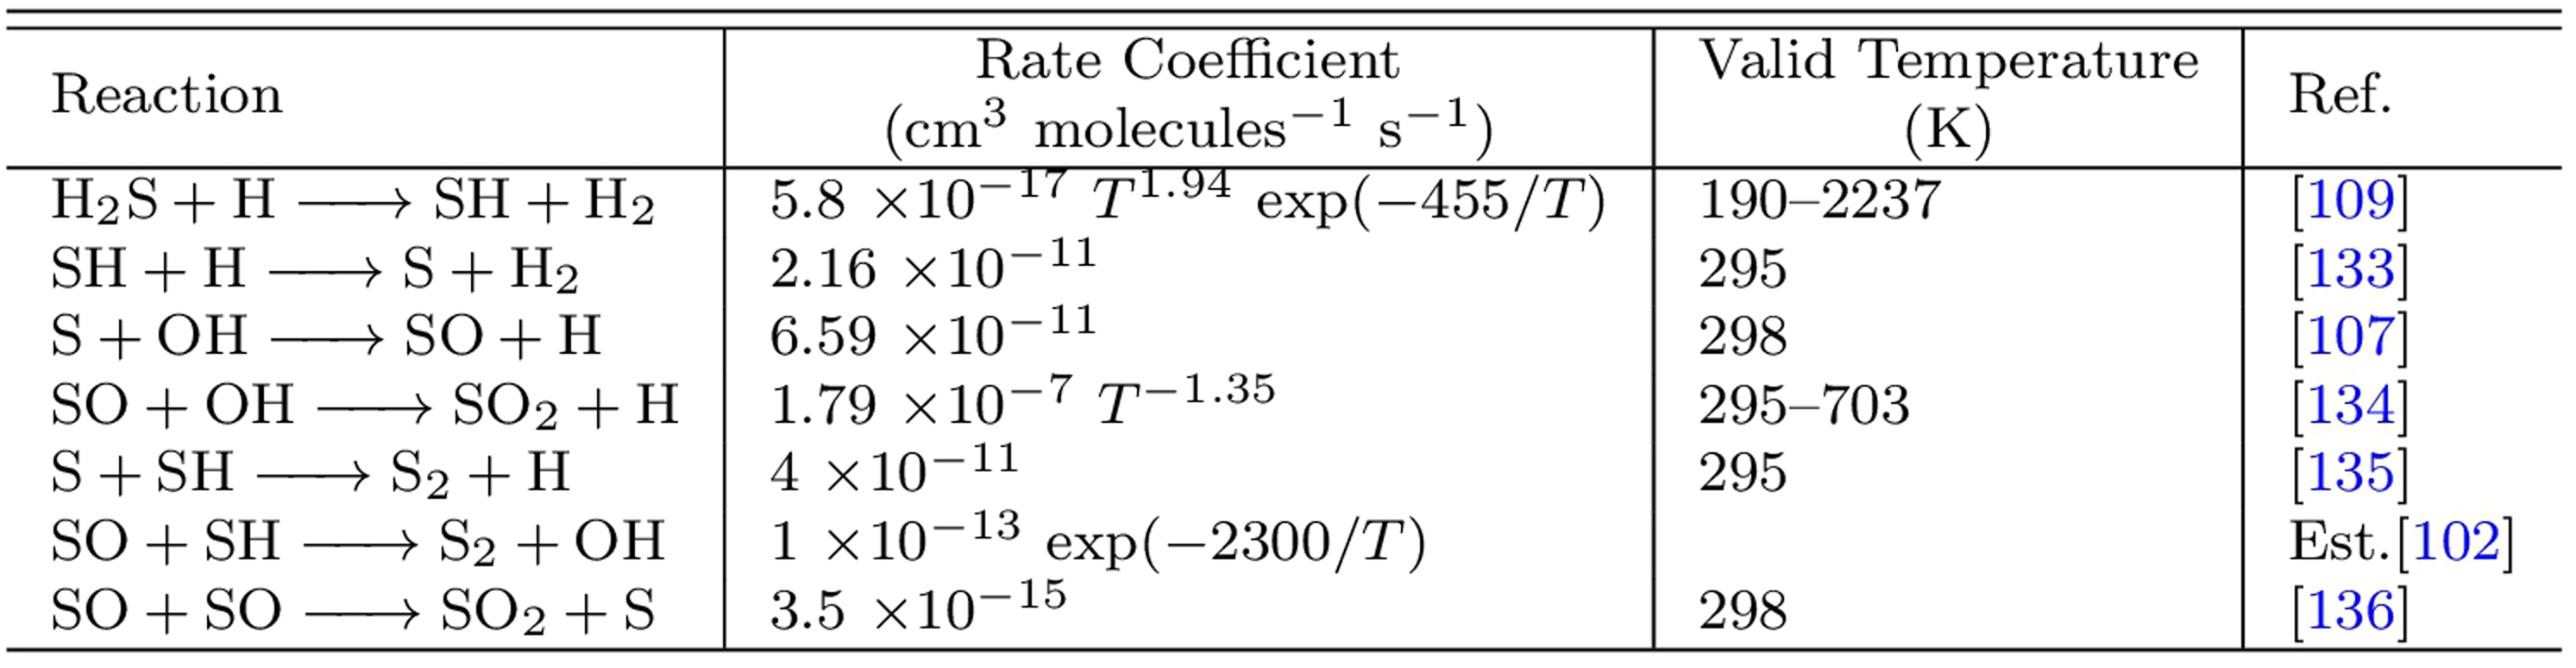 Reaction | Rate Coefficient (cm³ molecules⁻¹ s⁻¹) | Valid Temperature (K) | Ref.
H₂S + H ⟶ SH + H₂ | 5.8 ×10⁻¹⁷ T¹·⁹⁴ exp(−455/T) | 190–2237 | [109]
SH + H ⟶ S + H₂ | 2.16 ×10⁻¹¹ | 295 | [133]
S + OH ⟶ SO + H | 6.59 ×10⁻¹¹ | 298 | [107]
SO + OH ⟶ SO₂ + H | 1.79 ×10⁻⁷ T⁻¹·³⁵ | 295–703 | [134]
S + SH ⟶ S₂ + H | 4 ×10⁻¹¹ | 295 | [135]
SO + SH ⟶ S₂ + OH | 1 ×10⁻¹³ exp(−2300/T) | | Est.[102]
SO + SO ⟶ SO₂ + S | 3.5 ×10⁻¹⁵ | 298 | [136]